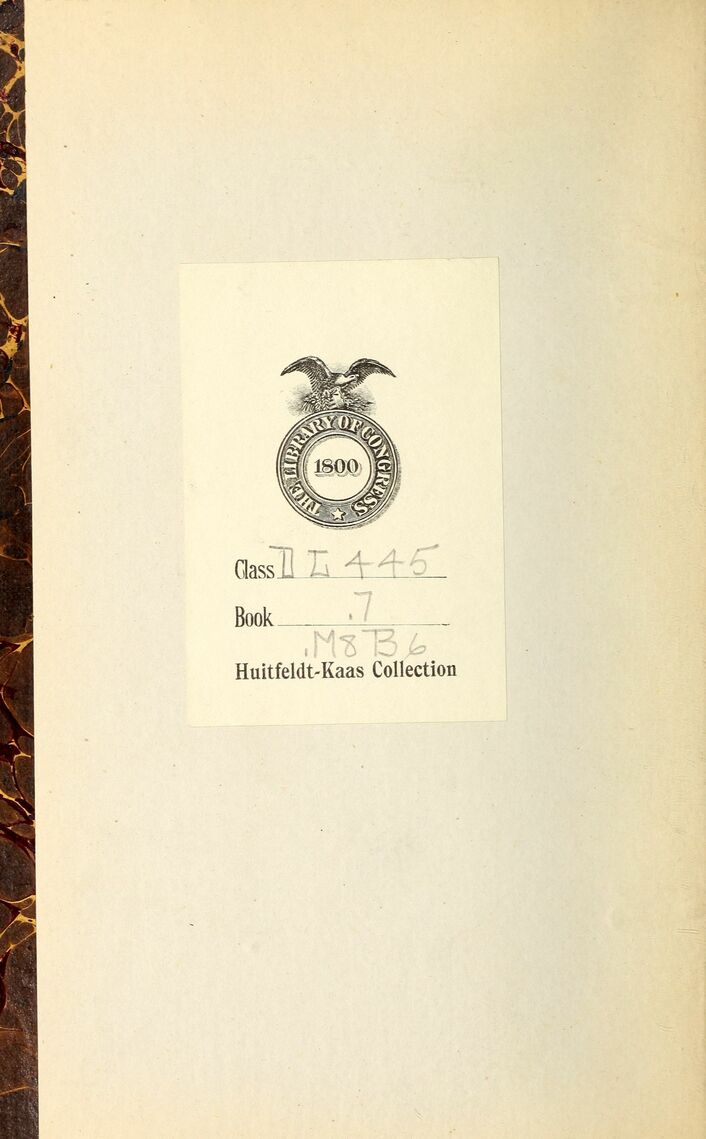 THE LIBRARY OF CONGRESS
1800
Class DL 445
Book .7
.M8B6
Huitfeldt-Kaas Collection